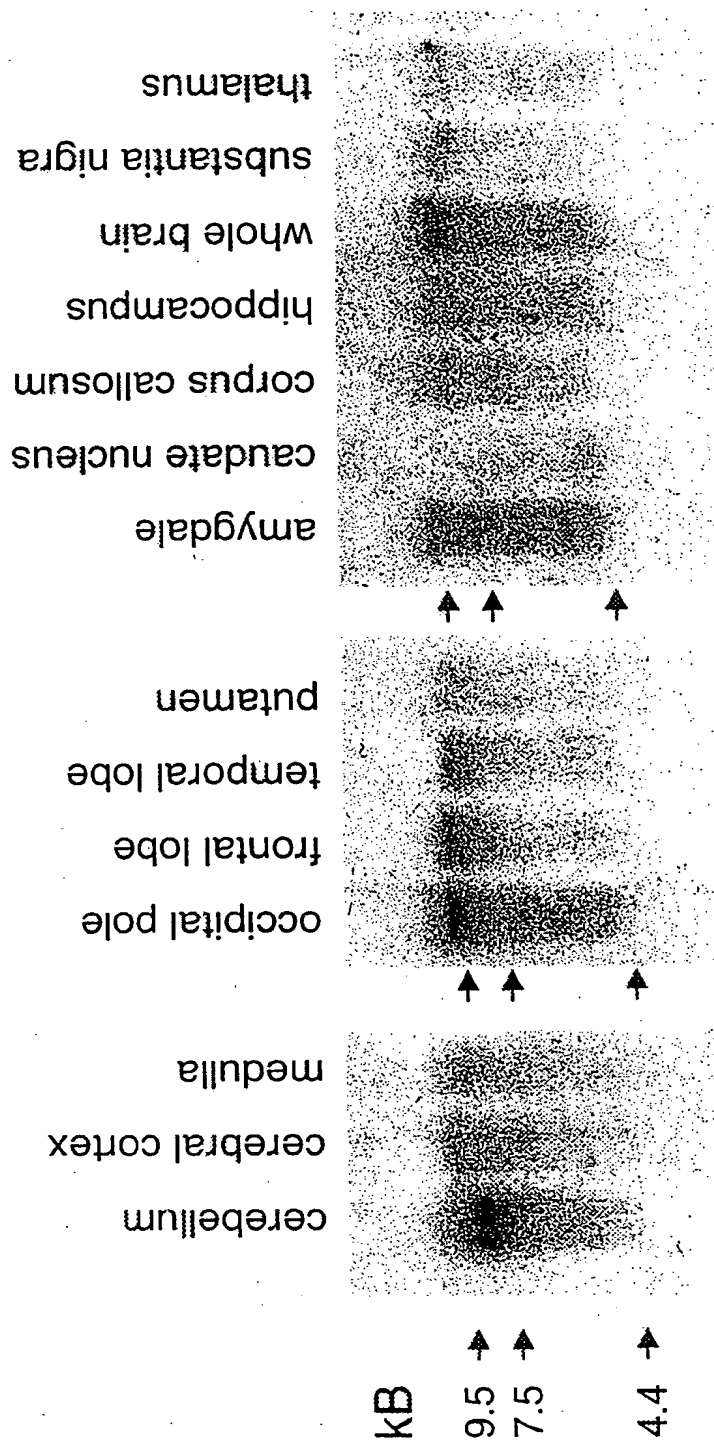 thalamus
substantia nigra
whole brain
hippocampus
corpus callosum
caudate nucleus
amygdale
putamen
temporal lobe
frontal lobe
occipital pole
medulla
cerebral cortex
cerebellum
kB
9.5
7.5
4.4